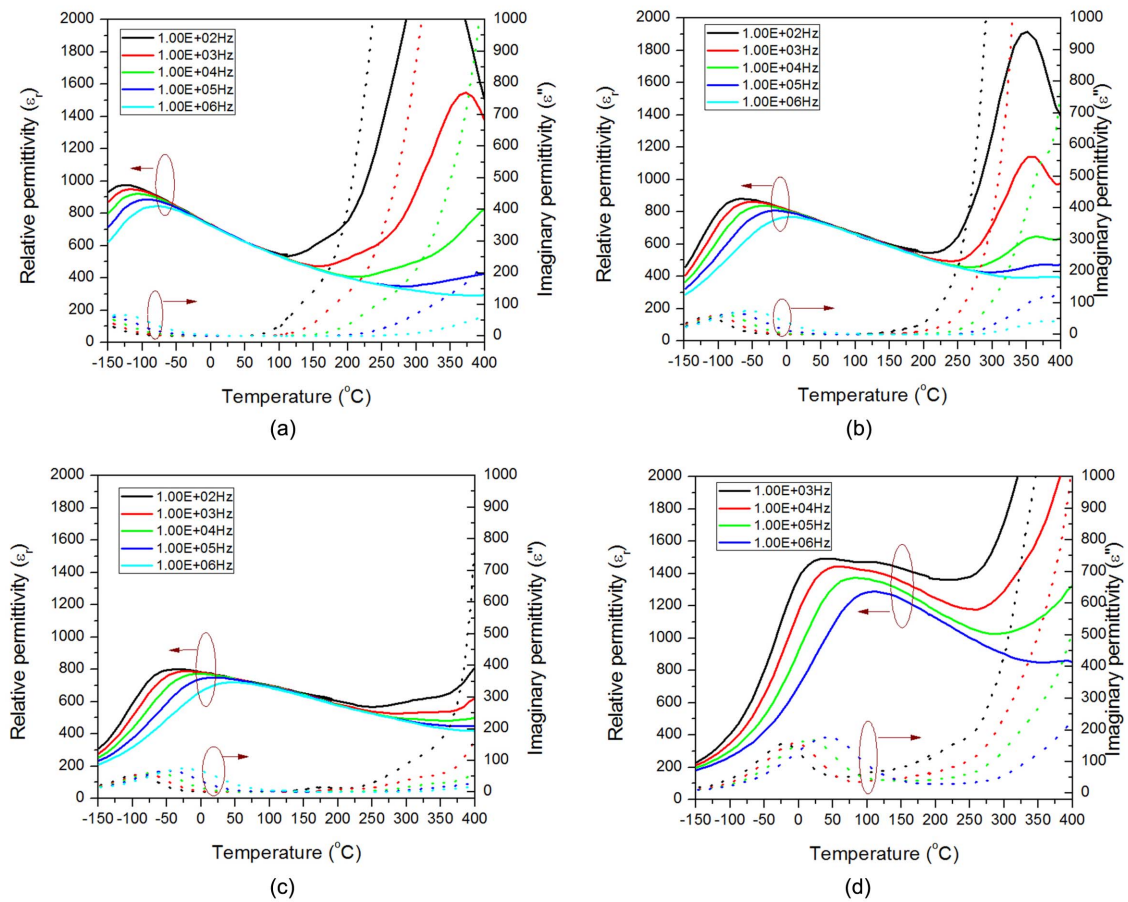 2000
1800
1600
1400
1200
1000
800
600
400
200
0
Relative permittivity (εr)
1.00E+02Hz
1.00E+03Hz
1.00E+04Hz
1.00E+05Hz
1.00E+06Hz
1000
900
800
700
600
500
400
300
200
100
0
Imaginary permittivity (ε")
-150 -100 -50 0 50 100 150 200 250 300 350 400
Temperature (°C)
(a)
2000
1800
1600
1400
1200
1000
800
600
400
200
0
Relative permittivity (εr)
1.00E+02Hz
1.00E+03Hz
1.00E+04Hz
1.00E+05Hz
1.00E+06Hz
1000
900
800
700
600
500
400
300
200
100
0
Imaginary permittivity (ε")
-150 -100 -50 0 50 100 150 200 250 300 350 400
Temperature (°C)
(b)
2000
1800
1600
1400
1200
1000
800
600
400
200
0
Relative permittivity (εr)
1.00E+02Hz
1.00E+03Hz
1.00E+04Hz
1.00E+05Hz
1.00E+06Hz
1000
900
800
700
600
500
400
300
200
100
0
Imaginary permittivity (ε")
-150 -100 -50 0 50 100 150 200 250 300 350 400
Temperature (°C)
(c)
2000
1800
1600
1400
1200
1000
800
600
400
200
0
Relative permittivity (εr)
1.00E+03Hz
1.00E+04Hz
1.00E+05Hz
1.00E+06Hz
1000
900
800
700
600
500
400
300
200
100
0
Imaginary permittivity (ε")
-150 -100 -50 0 50 100 150 200 250 300 350 400
Temperature (°C)
(d)